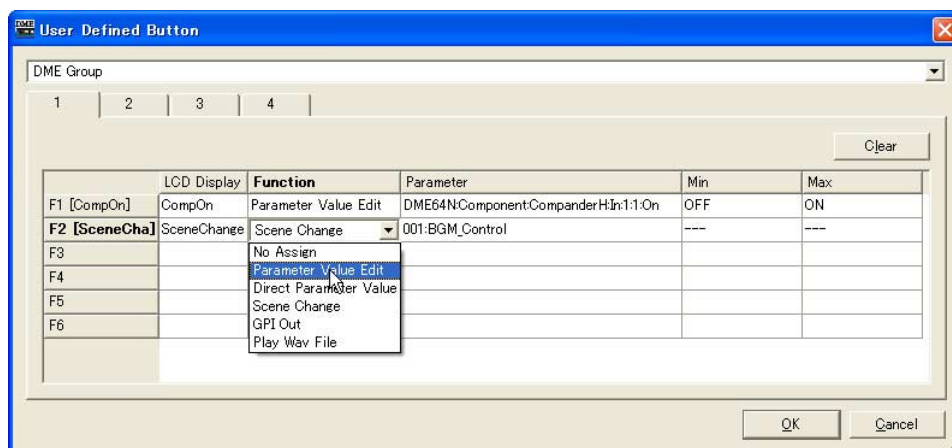 DME User Defined Button
DME Group
1 2 3 4
Clear
LCD Display Function Parameter Min Max
F1 [CompOn] CompOn Parameter Value Edit DME64N:Component:CompanderH:In:1:1:On OFF ON
F2 [SceneCha] SceneChange Scene Change 001:BGM_Control --- ---
F3 No Assign
Parameter Value Edit
F4 Direct Parameter Value
F5 Scene Change
GPI Out
F6 Play Wav File
OK Cancel